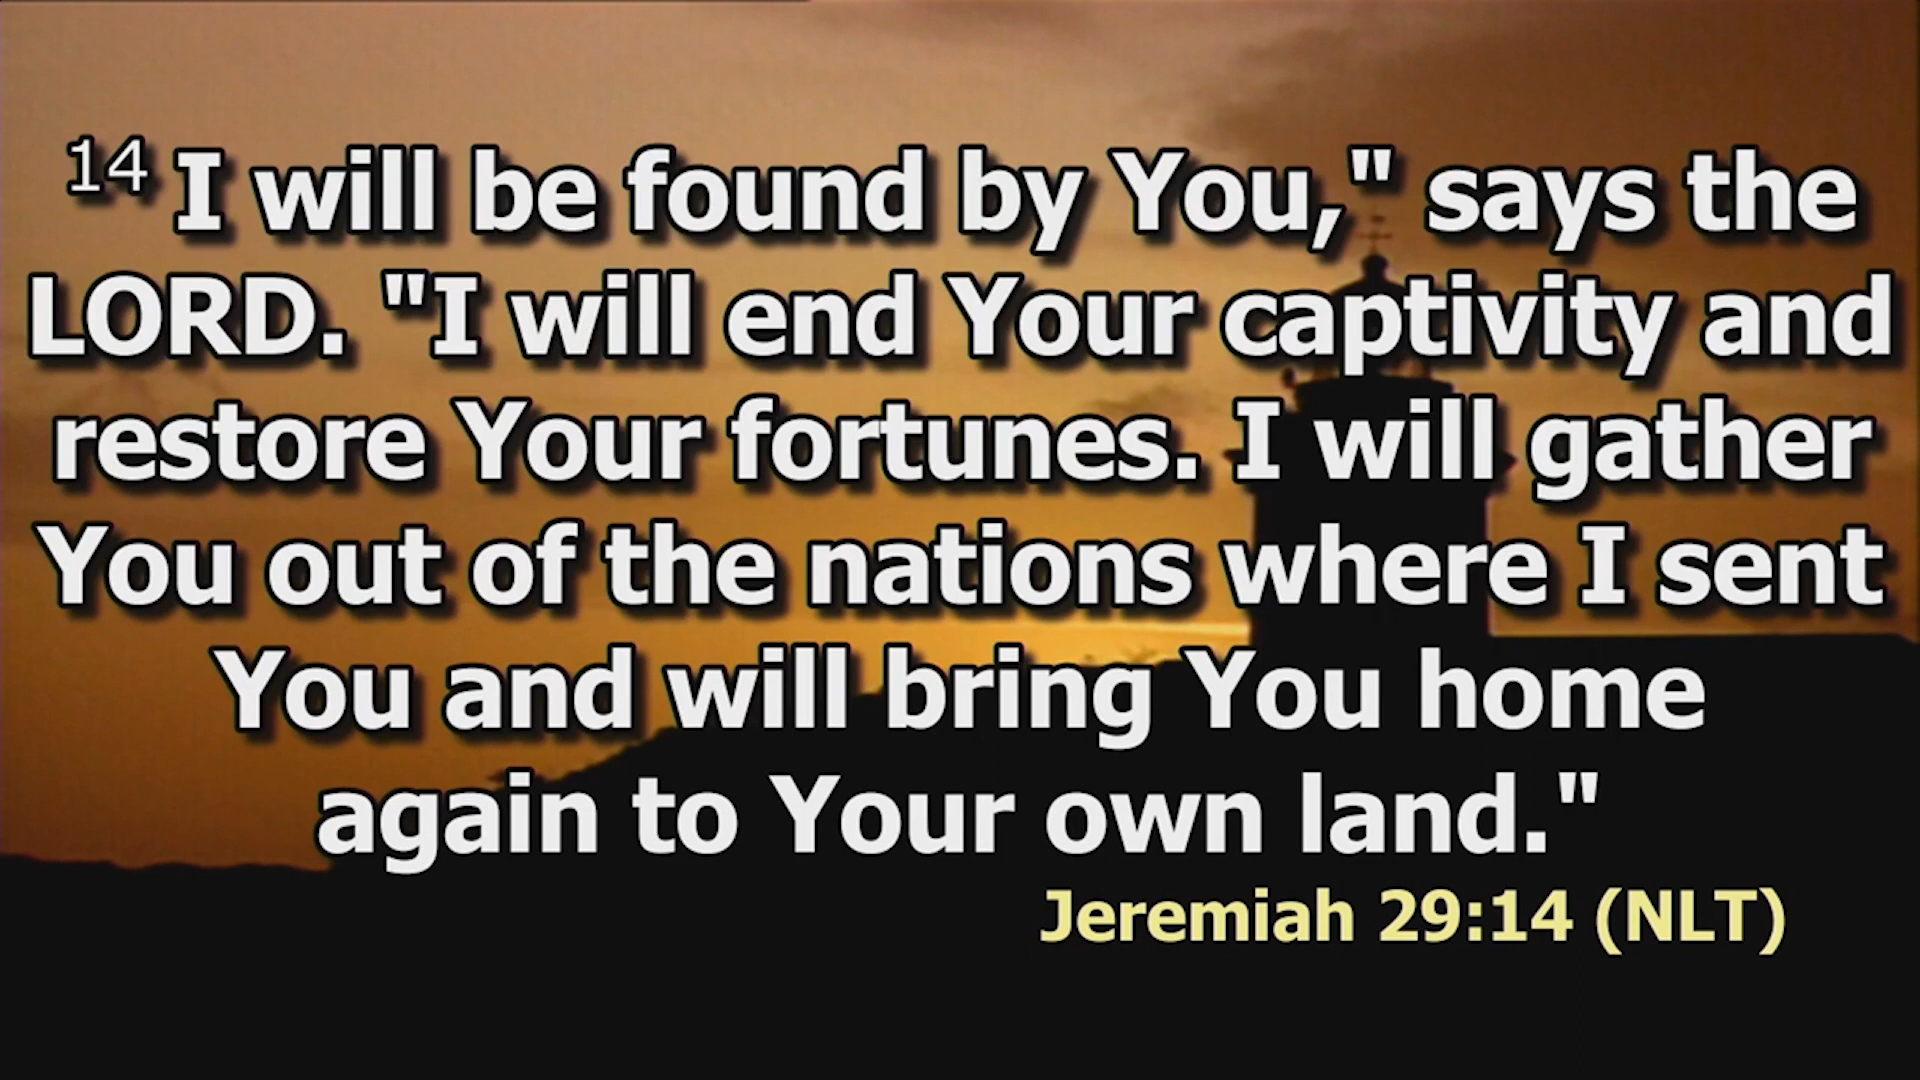 14 I will be found by You," says the
LORD. "I will end Your captivity and
restore Your fortunes. I will gather
You out of the nations where I sent
You and will bring You home
again to Your own land."
Jeremiah 29:14 (NLT)